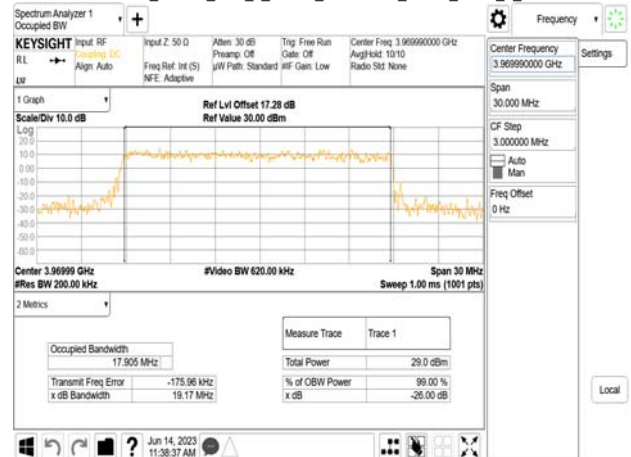 Spectrum Analyzer 1
Occupied BW
Frequency
KEYSIGHT
Input: RF
Coupling: DC
Align: Auto
Input Z: 50 Ω
Freq Ref: Int (S)
NFE: Adaptive
Atten: 30 dB
Preamp: Off
µW Path: Standard
Trig: Free Run
Gate: Off
#IF Gain: Low
Center Freq: 3.969990000 GHz
Avg|Hold: 10/10
Radio Std: None
RL
LV
Center Frequency
3.969990000 GHz
Settings
Span
30.000 MHz
CF Step
3.000000 MHz
Auto
Man
Freq Offset
0 Hz
Local
1 Graph
Scale/Div 10.0 dB
Ref Lvl Offset 17.28 dB
Ref Value 30.00 dBm
Log
20.0
10.0
0.00
-10.0
-20.0
-30.0
-40.0
-50.0
-60.0
Center 3.96999 GHz
#Video BW 620.00 kHz
Span 30 MHz
#Res BW 200.00 kHz
Sweep 1.00 ms (1001 pts)
2 Metrics
Measure Trace Trace 1
Occupied Bandwidth
17.905 MHz
Total Power 29.0 dBm
Transmit Freq Error -175.96 kHz
% of OBW Power 99.00 %
x dB Bandwidth 19.17 MHz
x dB -26.00 dB
Jun 14, 2023
11:38:37 AM